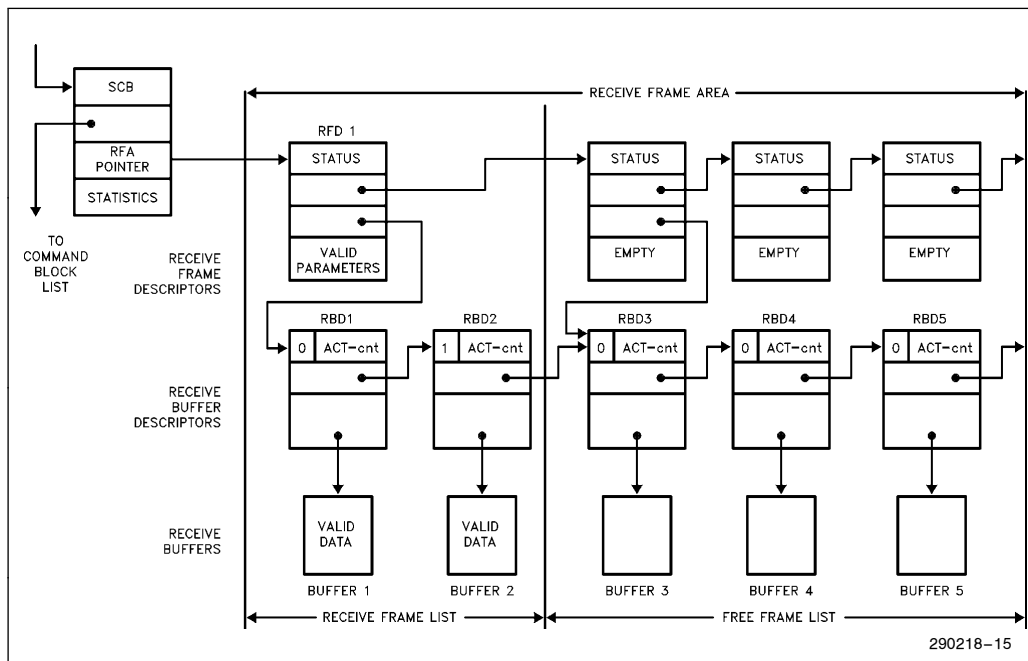 SCB
RFA
POINTER
STATISTICS
TO
COMMAND
BLOCK
LIST
RECEIVE FRAME AREA
RFD 1
STATUS
VALID
PARAMETERS
STATUS
EMPTY
STATUS
EMPTY
STATUS
EMPTY
RECEIVE
FRAME
DESCRIPTORS
RBD1
0 ACT-cnt
RBD2
1 ACT-cnt
RBD3
0 ACT-cnt
RBD4
0 ACT-cnt
RBD5
0 ACT-cnt
RECEIVE
BUFFER
DESCRIPTORS
RECEIVE
BUFFERS
VALID
DATA
BUFFER 1
VALID
DATA
BUFFER 2
BUFFER 3
BUFFER 4
BUFFER 5
RECEIVE FRAME LIST
FREE FRAME LIST
290218-15